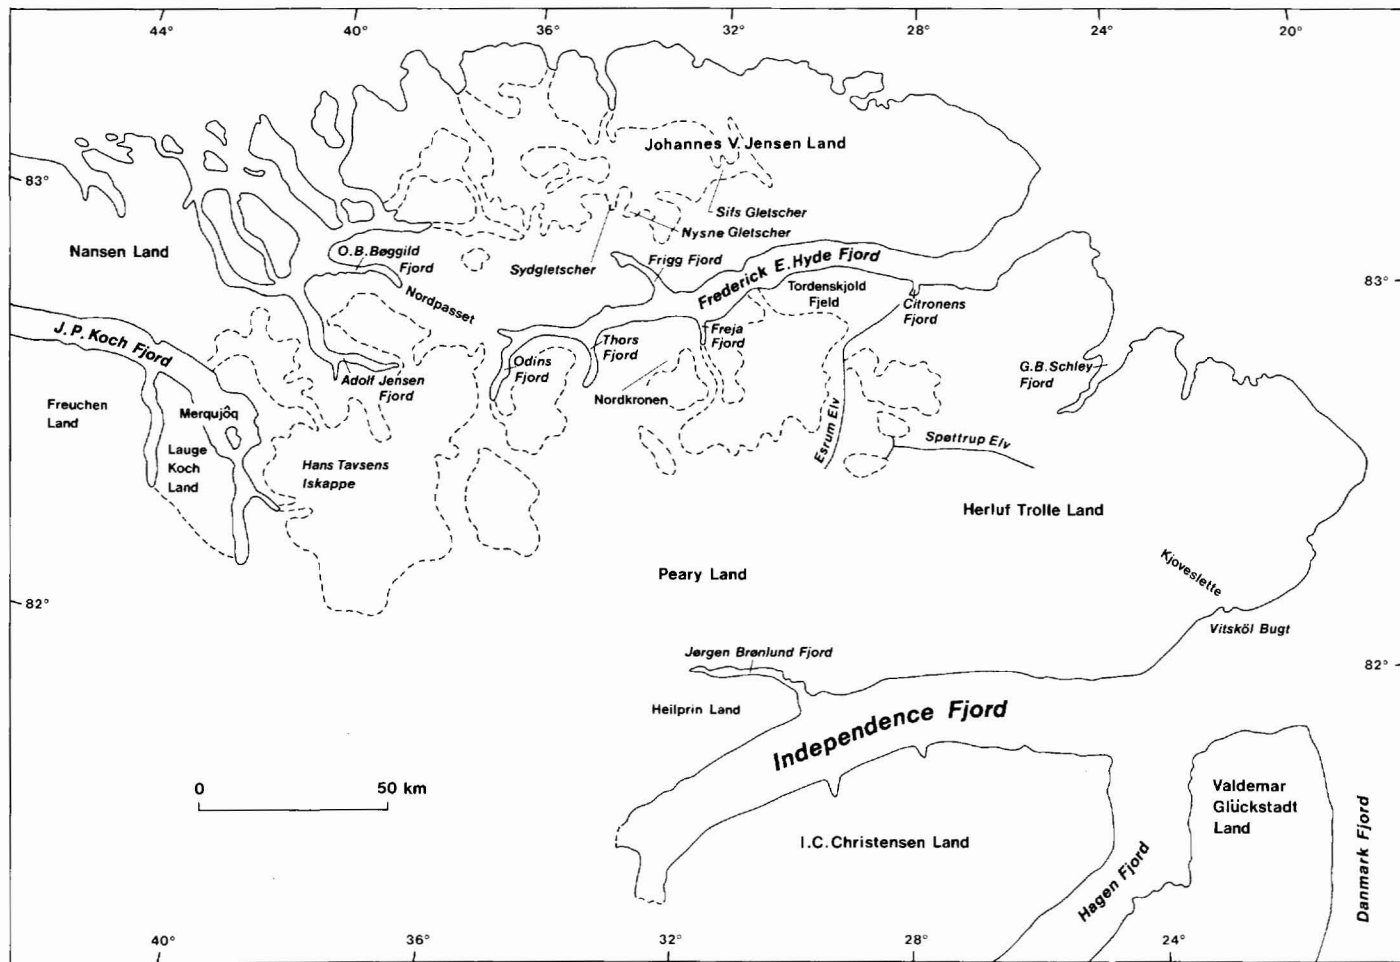 44°
40°
36°
32°
28°
24°
20°
Johannes V. Jensen Land
83°
Sifs Gletscher
Nysne Gletscher
Nansen Land
O.B.Bøggild
Fjord
Sydgletscher
Frigg Fjord
Frederick E. Hyde Fjord
83°
Nordpasset
Tordenskjold
Fjeld
Citronens
Fjord
J.P. Koch Fjord
Freja
Fjord
Thors
Fjord
Odins
Fjord
G.B.Schley
Fjord
Adolf Jensen
Fjord
Nordkronen
Freuchen
Land
Merqujôq
Esrum Elv
Spøttrup Elv
Lauge
Koch
Land
Hans Tavsens
Iskappe
Herluf Trolle Land
Peary Land
Kjoveslette
82°
Vitsköl Bugt
Jørgen Brønlund Fjord
82°
Heilprin Land
Independence Fjord
0
50 km
Valdemar
Glückstadt
Land
I.C.Christensen Land
Hagen Fjord
Danmark Fjord
40°
36°
32°
28°
24°